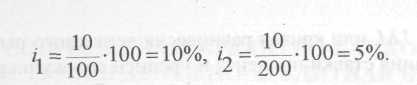 i₁ = 10/100 · 100 = 10%, i₂ = 10/200 · 100 = 5%.